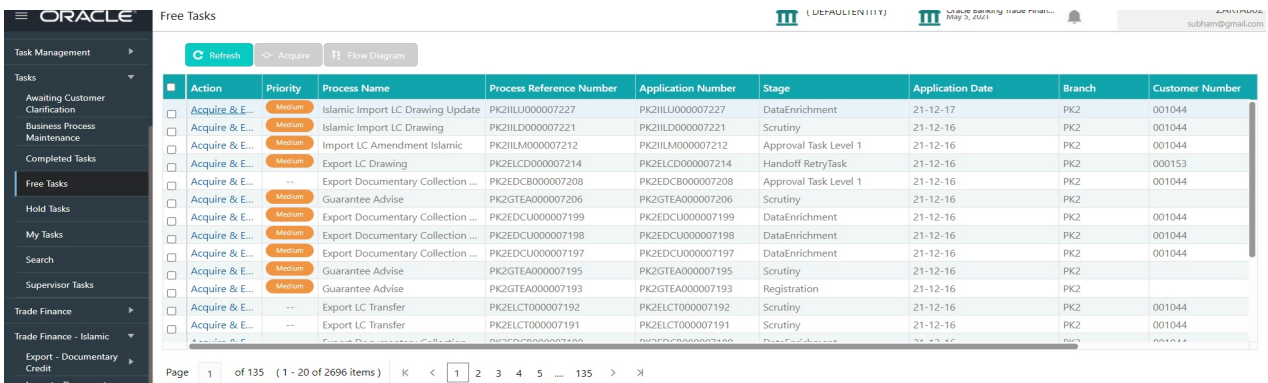 ORACLE
Free Tasks
( DEFAULTENTITY)
Oracle Banking Trade Finan...
May 5, 2021
ZARTAB02
subham@gmail.com
Task Management
Tasks
Awaiting Customer
Clarification
Business Process
Maintenance
Completed Tasks
Free Tasks
Hold Tasks
My Tasks
Search
Supervisor Tasks
Trade Finance
Trade Finance - Islamic
Export - Documentary
Credit
Refresh Acquire Flow Diagram
Action Priority Process Name Process Reference Number Application Number Stage Application Date Branch Customer Number
Acquire & E... Medium Islamic Import LC Drawing Update PK2IILU000007227 PK2IILU000007227 DataEnrichment 21-12-17 PK2 001044
Acquire & E... Medium Islamic Import LC Drawing PK2IILD000007221 PK2IILD000007221 Scrutiny 21-12-16 PK2 001044
Acquire & E... Medium Import LC Amendment Islamic PK2IILM000007212 PK2IILM000007212 Approval Task Level 1 21-12-16 PK2 001044
Acquire & E... Medium Export LC Drawing PK2ELCD000007214 PK2ELCD000007214 Handoff RetryTask 21-12-16 PK2 000153
Acquire & E... -- Export Documentary Collection ... PK2EDCB000007208 PK2EDCB000007208 Approval Task Level 1 21-12-16 PK2 001044
Acquire & E... Medium Guarantee Advise PK2GTEA000007206 PK2GTEA000007206 Scrutiny 21-12-16 PK2
Acquire & E... Medium Export Documentary Collection ... PK2EDCU000007199 PK2EDCU000007199 DataEnrichment 21-12-16 PK2 001044
Acquire & E... Medium Export Documentary Collection ... PK2EDCU000007198 PK2EDCU000007198 DataEnrichment 21-12-16 PK2 001044
Acquire & E... Medium Export Documentary Collection ... PK2EDCU000007197 PK2EDCU000007197 DataEnrichment 21-12-16 PK2 001044
Acquire & E... Medium Guarantee Advise PK2GTEA000007195 PK2GTEA000007195 Scrutiny 21-12-16 PK2
Acquire & E... Medium Guarantee Advise PK2GTEA000007193 PK2GTEA000007193 Registration 21-12-16 PK2
Acquire & E... -- Export LC Transfer PK2ELCT000007192 PK2ELCT000007192 Scrutiny 21-12-16 PK2 001044
Acquire & E... -- Export LC Transfer PK2ELCT000007191 PK2ELCT000007191 Scrutiny 21-12-16 PK2 001044
Page 1 of 135 ( 1 - 20 of 2696 items ) K < 1 2 3 4 5 .... 135 > >|